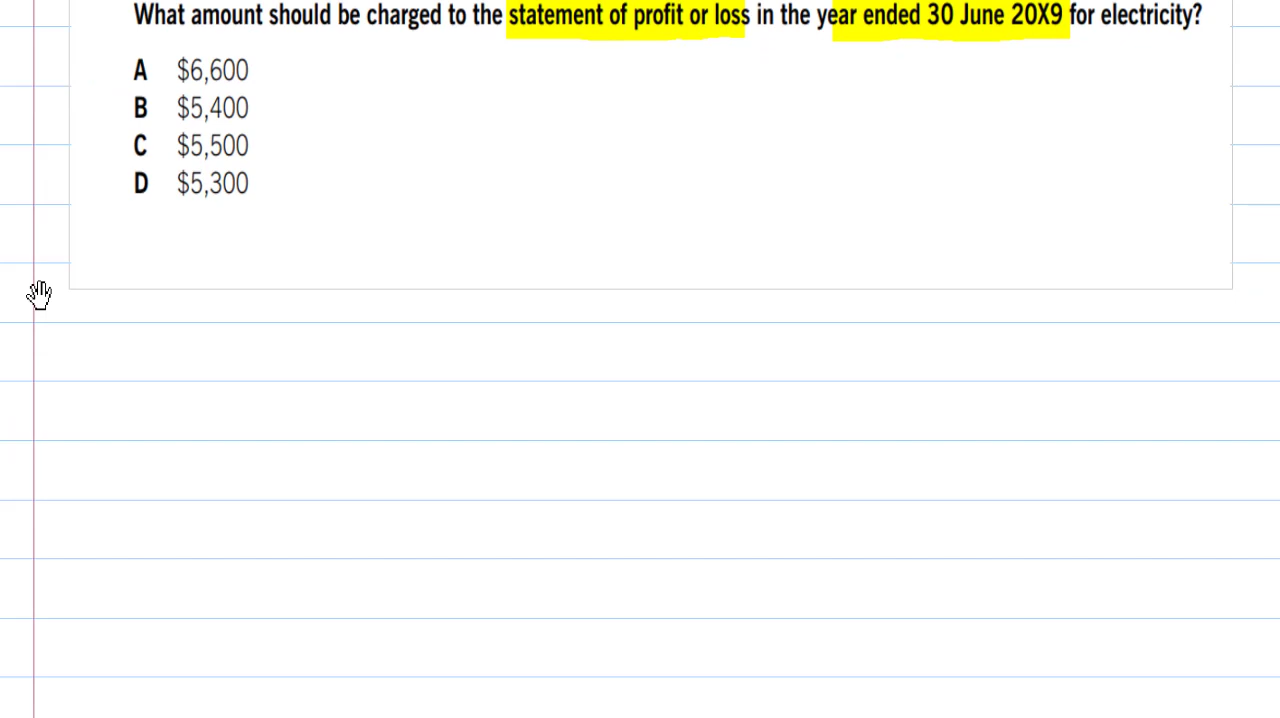 What amount should be charged to the statement of profit or loss in the year ended 30 June 20X9 for electricity?
A $6,600
B $5,400
C $5,500
D $5,300